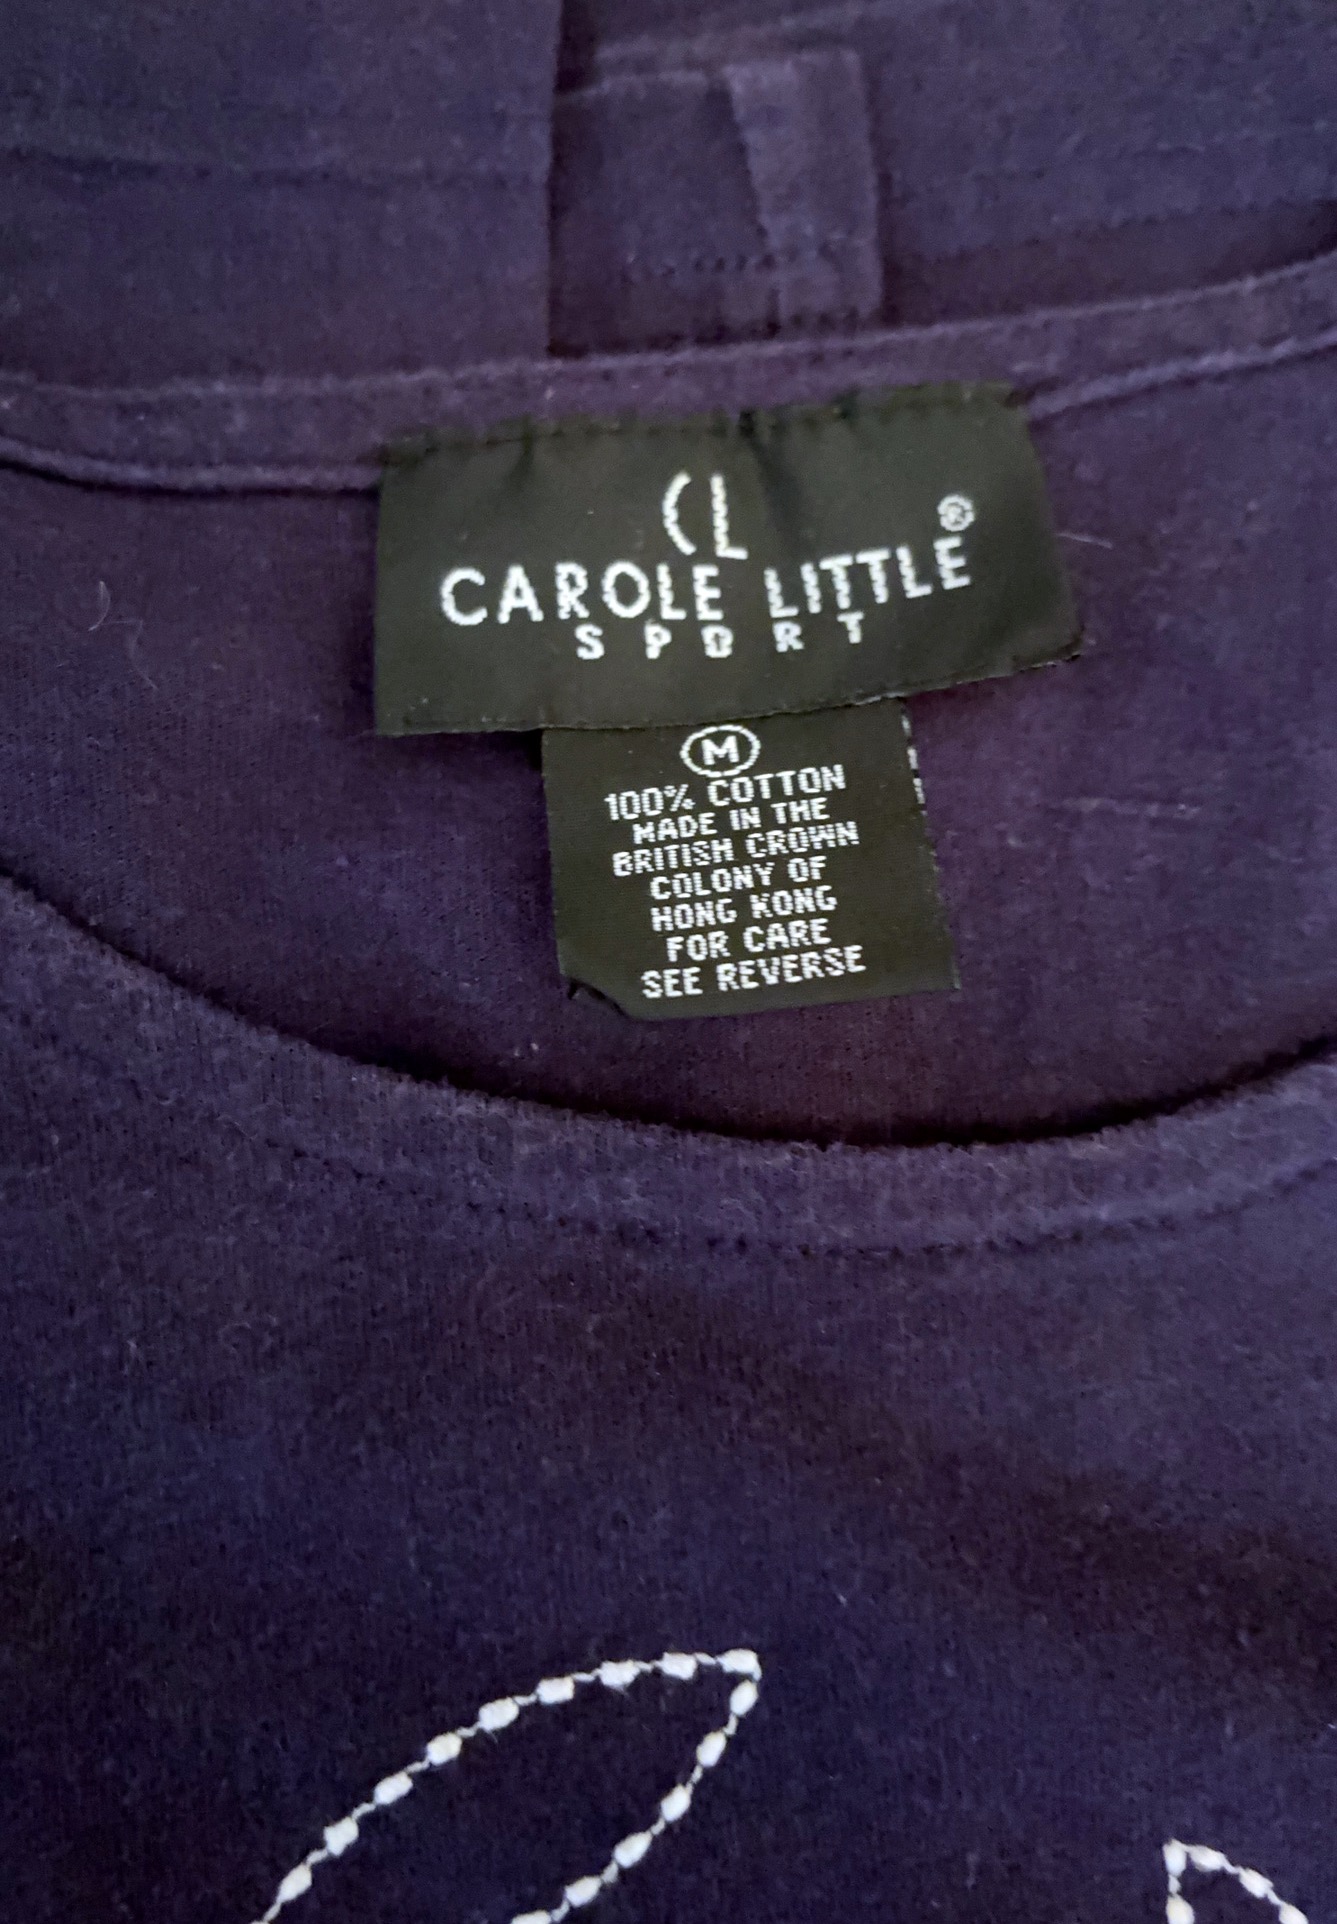 CL
CAROLE LITTLE®
SPORT
M
100% COTTON
MADE IN THE
BRITISH CROWN
COLONY OF
HONG KONG
FOR CARE
SEE REVERSE